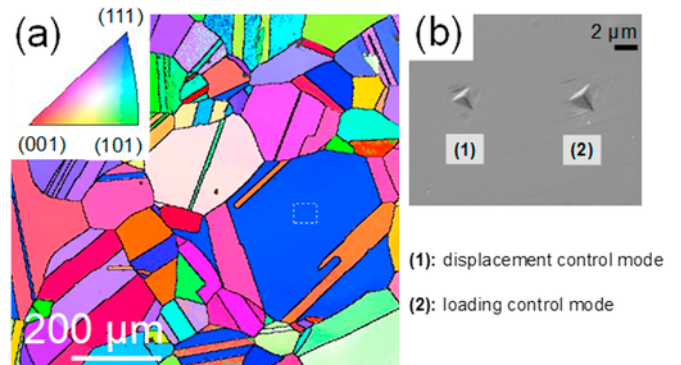 (a)
(111)
(001) (101)
200 μm
(b)
2 μm
(1) (2)
(1): displacement control mode
(2): loading control mode